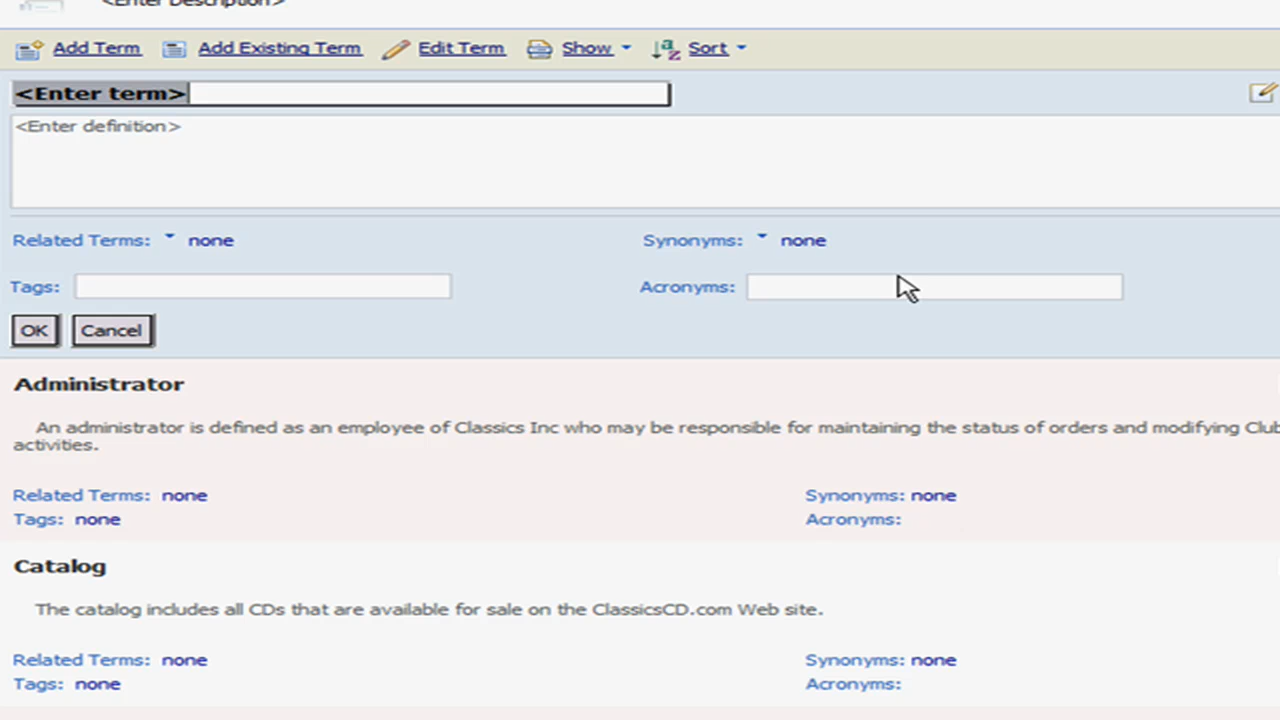 <Enter Description>
Add Term Add Existing Term Edit Term Show Sort
<Enter term>
<Enter definition>
Related Terms: none Synonyms: none
Tags: Acronyms:
OK Cancel
Administrator
An administrator is defined as an employee of Classics Inc who may be responsible for maintaining the status of orders and modifying Club
activities.
Related Terms: none Synonyms: none
Tags: none Acronyms:
Catalog
The catalog includes all CDs that are available for sale on the ClassicsCD.com Web site.
Related Terms: none Synonyms: none
Tags: none Acronyms: